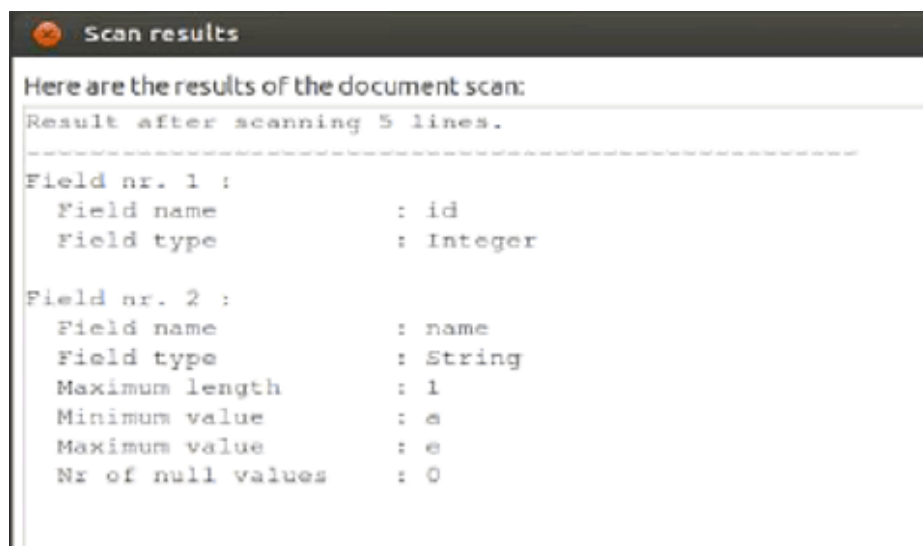 Scan results
Here are the results of the document scan:
Result after scanning 5 lines.
------------------------------------------------------
Field nr. 1 :
Field name : id
Field type : Integer
Field nr. 2 :
Field name : name
Field type : String
Maximum length : 1
Minimum value : a
Maximum value : e
Nr of null values : 0